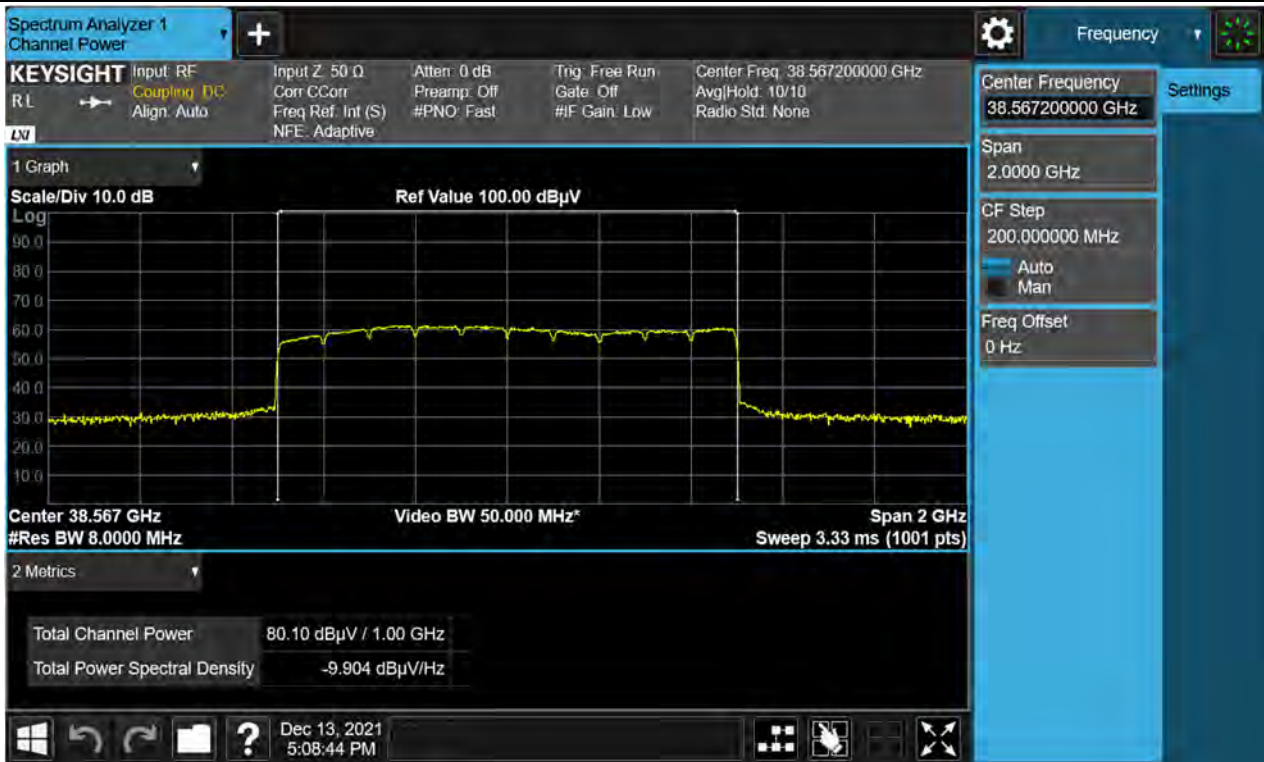 Spectrum Analyzer 1
Channel Power
+
Frequency
KEYSIGHT
RL
LXI
Input: RF
Coupling: DC
Align: Auto
Input Z: 50 Ω
Corr CCorr
Freq Ref: Int (S)
NFE: Adaptive
Atten: 0 dB
Preamp: Off
#PNO: Fast
Trig: Free Run
Gate: Off
#IF Gain: Low
Center Freq: 38.567200000 GHz
Avg|Hold: 10/10
Radio Std: None
Center Frequency
38.567200000 GHz
Settings
Span
2.0000 GHz
CF Step
200.000000 MHz
Auto
Man
Freq Offset
0 Hz
1 Graph
Scale/Div 10.0 dB
Ref Value 100.00 dBµV
Log
90.0
80.0
70.0
60.0
50.0
40.0
30.0
20.0
10.0
Center 38.567 GHz
Video BW 50.000 MHz*
Span 2 GHz
#Res BW 8.0000 MHz
Sweep 3.33 ms (1001 pts)
2 Metrics
Total Channel Power
80.10 dBµV / 1.00 GHz
Total Power Spectral Density
-9.904 dBµV/Hz
?
Dec 13, 2021
5:08:44 PM